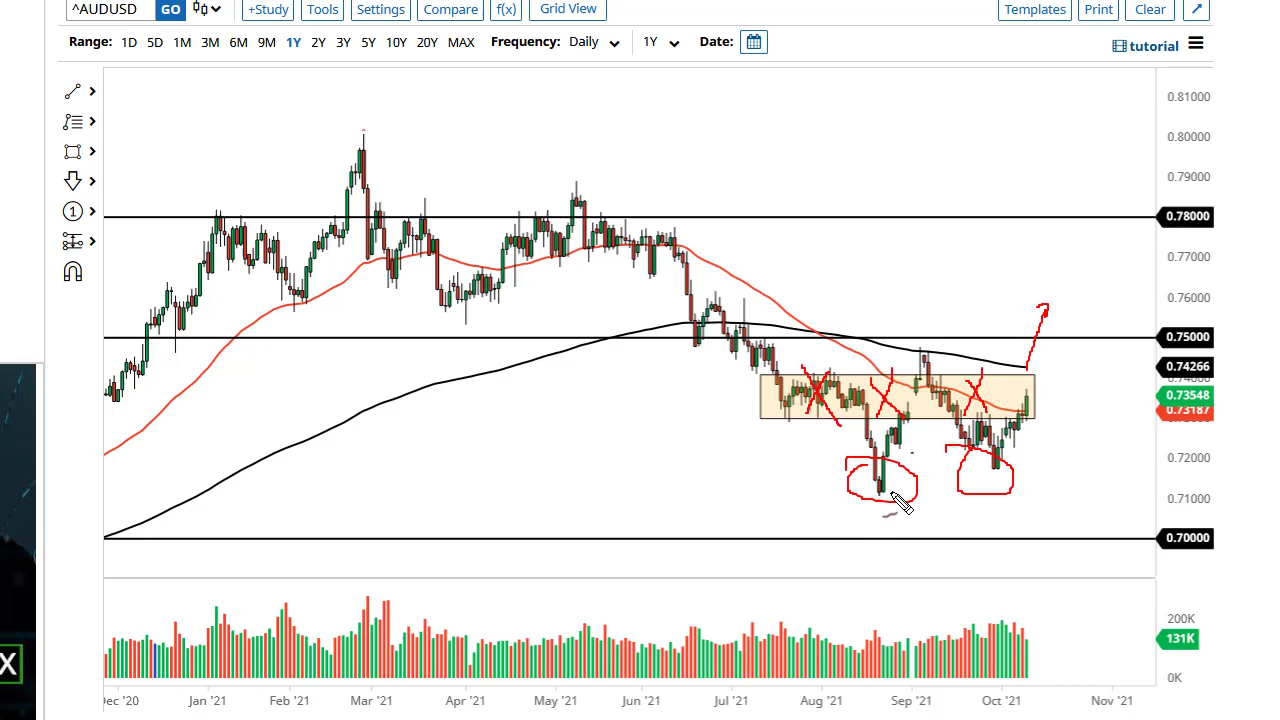 ^AUDUSD GO +Study Tools Settings Compare f(x) Grid View Templates Print Clear
Range: 1D 5D 1M 3M 6M 9M 1Y 2Y 3Y 5Y 10Y 20Y MAX Frequency: Daily 1Y Date: tutorial
1
0.81000
0.80000
0.79000
0.78000
0.77000
0.76000
0.75000
0.74266
0.74000
0.73548
0.73187
0.72000
0.71000
0.70000
200K
131K
0K
X
Dec '20 Jan '21 Feb '21 Mar '21 Apr '21 May '21 Jun '21 Jul '21 Aug '21 Sep '21 Oct '21 Nov '21